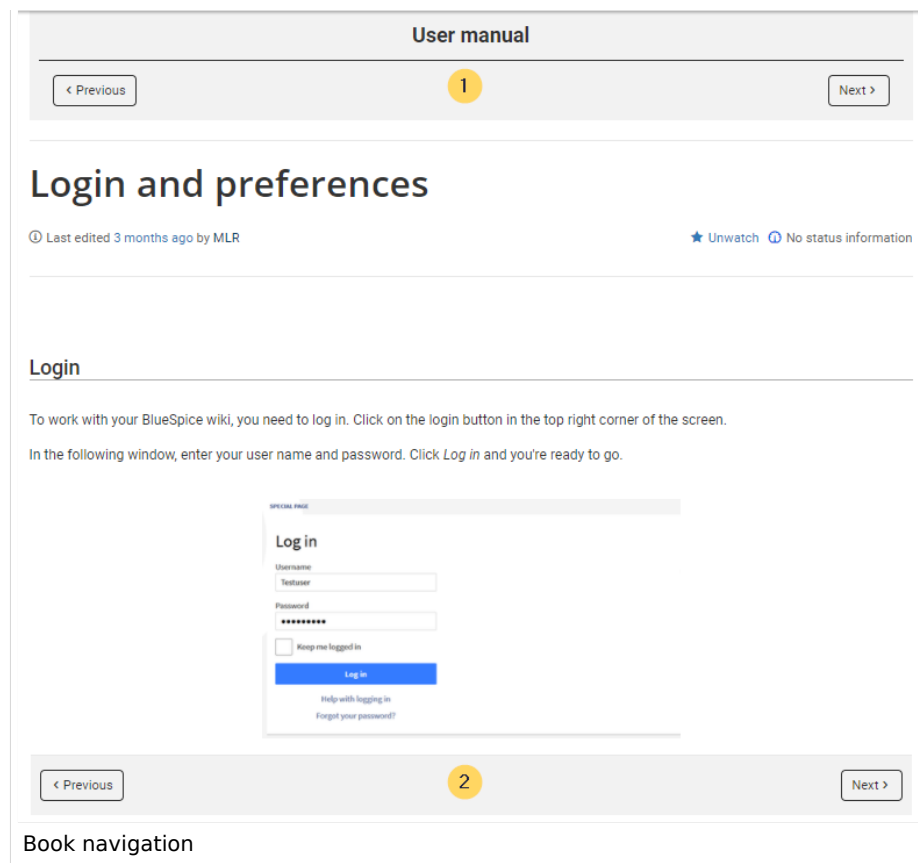 User manual
‹ Previous
1
Next ›
Login and preferences
Last edited 3 months ago by MLR
Unwatch
No status information
Login
To work with your BlueSpice wiki, you need to log in. Click on the login button in the top right corner of the screen.
In the following window, enter your user name and password. Click Log in and you're ready to go.
SPECIAL PAGE
Log in
Username
Testuser
Password
•••••••••
Keep me logged in
Log in
Help with logging in
Forgot your password?
‹ Previous
2
Next ›
Book navigation